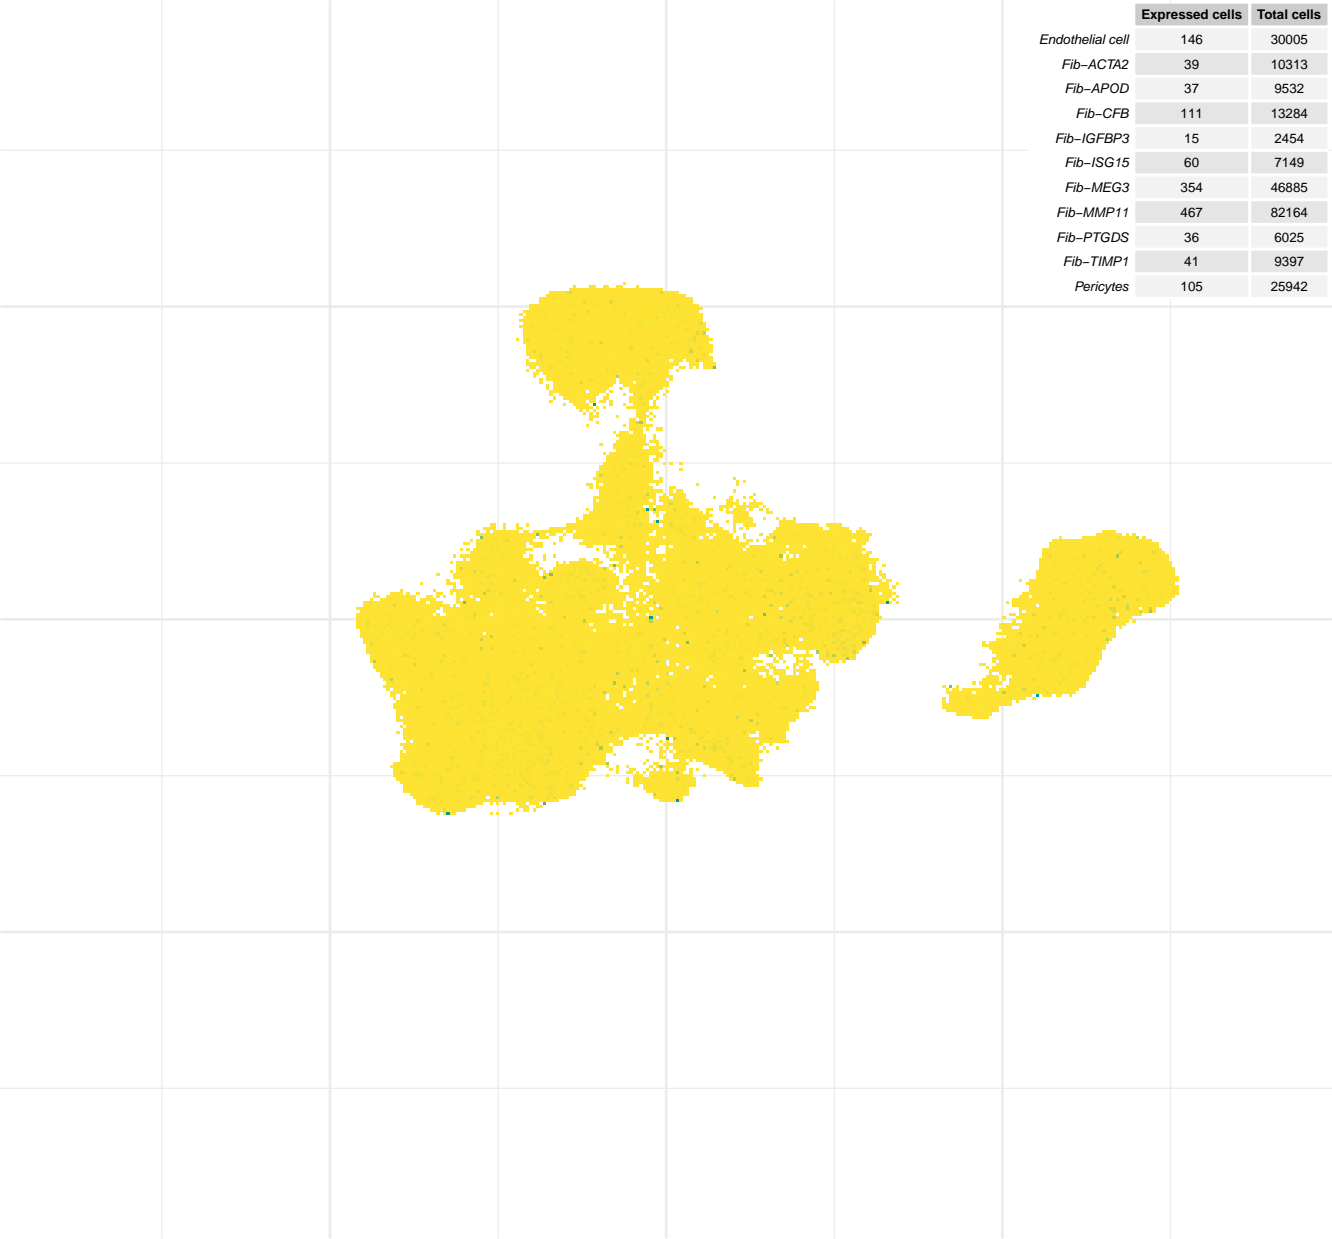 Expressed cells Total cells
Endothelial cell 146 30005
Fib−ACTA2 39 10313
Fib−APOD 37 9532
Fib−CFB 111 13284
Fib−IGFBP3 15 2454
Fib−ISG15 60 7149
Fib−MEG3 354 46885
Fib−MMP11 467 82164
Fib−PTGDS 36 6025
Fib−TIMP1 41 9397
Pericytes 105 25942